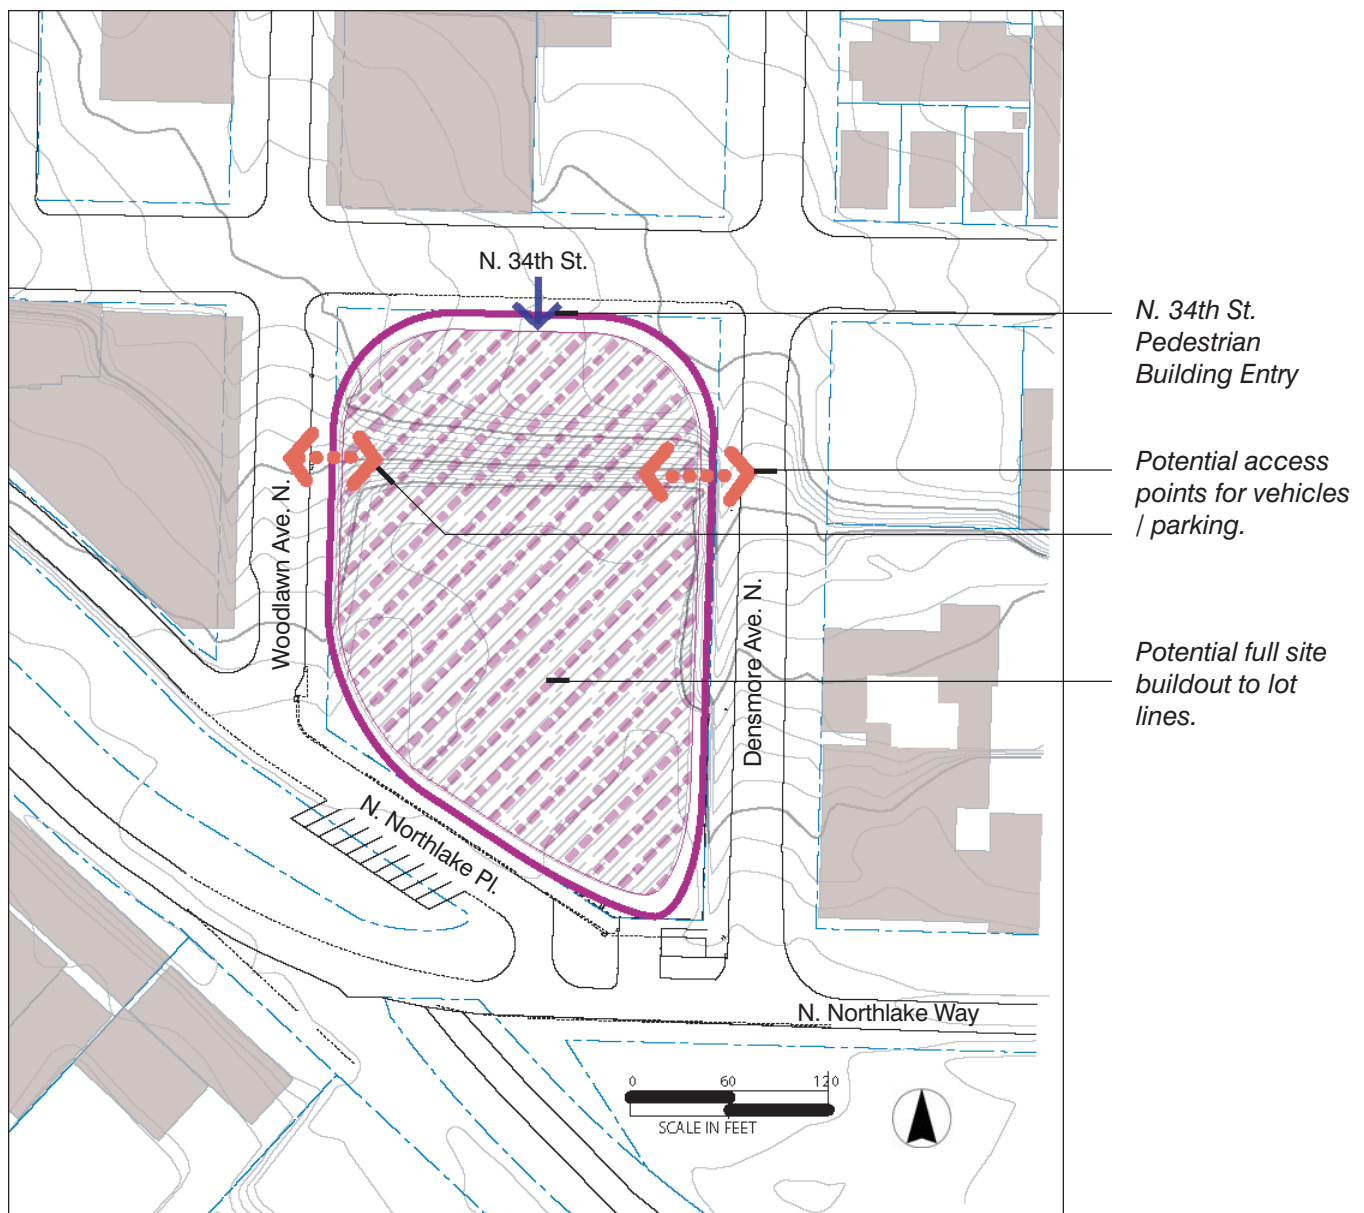 N. 34th St.
N. 34th St.
Pedestrian
Building Entry
Potential access
points for vehicles
/ parking.
Woodlawn Ave. N.
Densmore Ave. N.
Potential full site
buildout to lot
lines.
N. Northlake Pl.
N. Northlake Way
0 60 120
SCALE IN FEET